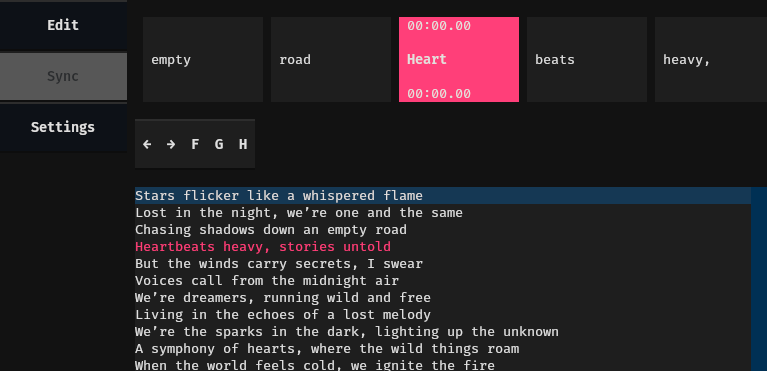 Edit
Sync
Settings
00:00.00
empty road Heart beats heavy,
00:00.00
← → F G H
Stars flicker like a whispered flame
Lost in the night, we’re one and the same
Chasing shadows down an empty road
Heartbeats heavy, stories untold
But the winds carry secrets, I swear
Voices call from the midnight air
We’re dreamers, running wild and free
Living in the echoes of a lost melody
We’re the sparks in the dark, lighting up the unknown
A symphony of hearts, where the wild things roam
When the world feels cold, we ignite the fire